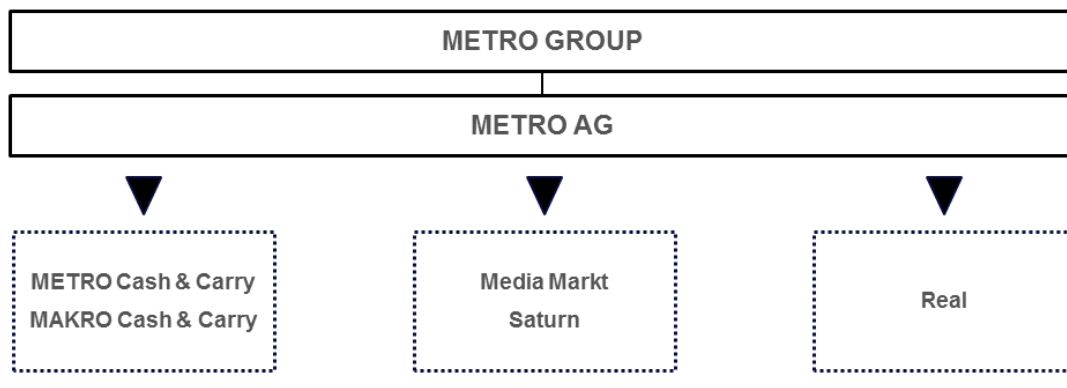 METRO GROUP
METRO AG
METRO Cash & Carry
MAKRO Cash & Carry
Media Markt
Saturn
Real